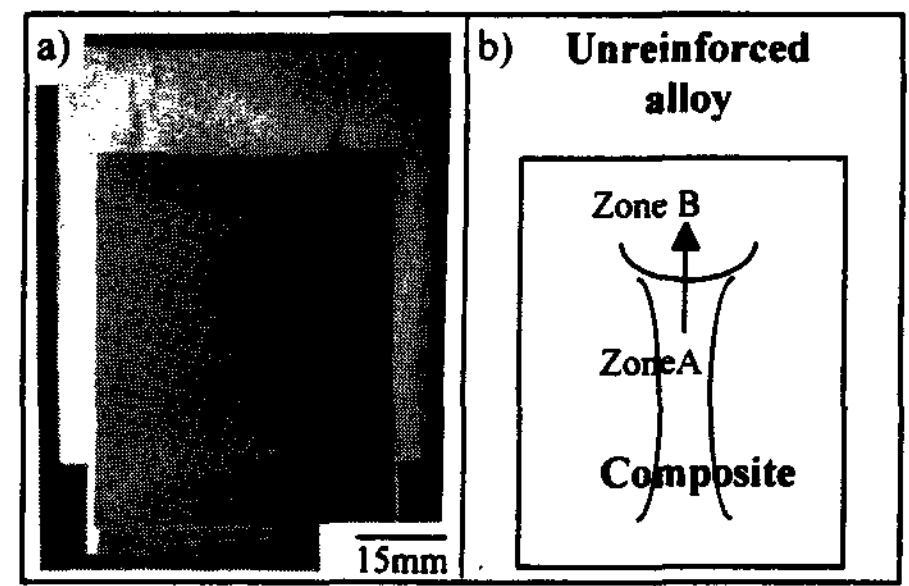 a)
15mm
b) Unreinforced
alloy
Zone B
ZoneA
Composite